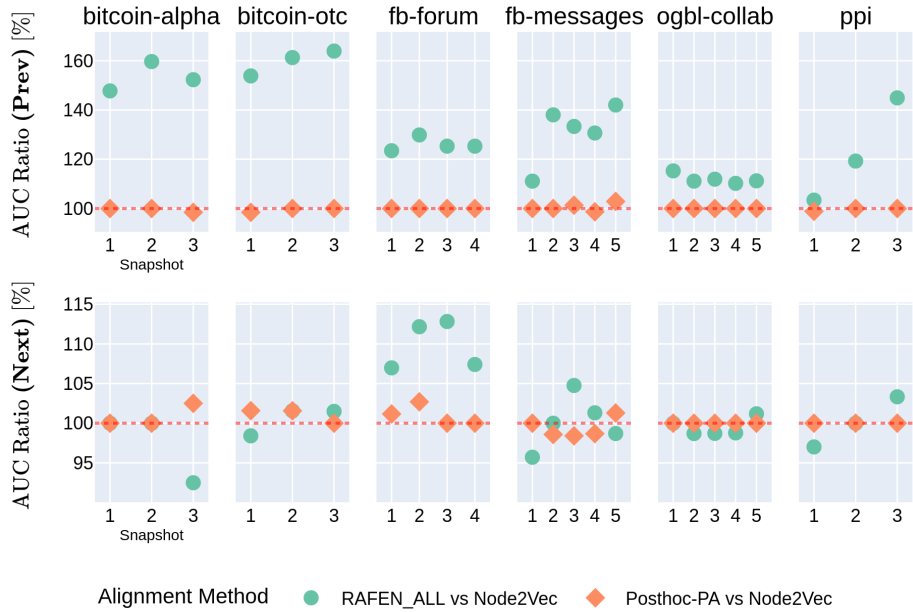 bitcoin-alpha bitcoin-otc fb-forum fb-messages ogbl-collab ppi
AUC Ratio (Prev) [%]
160
140
120
100
1 2 3 1 2 3 1 2 3 4 1 2 3 4 5 1 2 3 4 5 1 2 3
Snapshot
AUC Ratio (Next) [%]
115
110
105
100
95
1 2 3 1 2 3 1 2 3 4 1 2 3 4 5 1 2 3 4 5 1 2 3
Snapshot
Alignment Method RAFEN_ALL vs Node2Vec Posthoc-PA vs Node2Vec